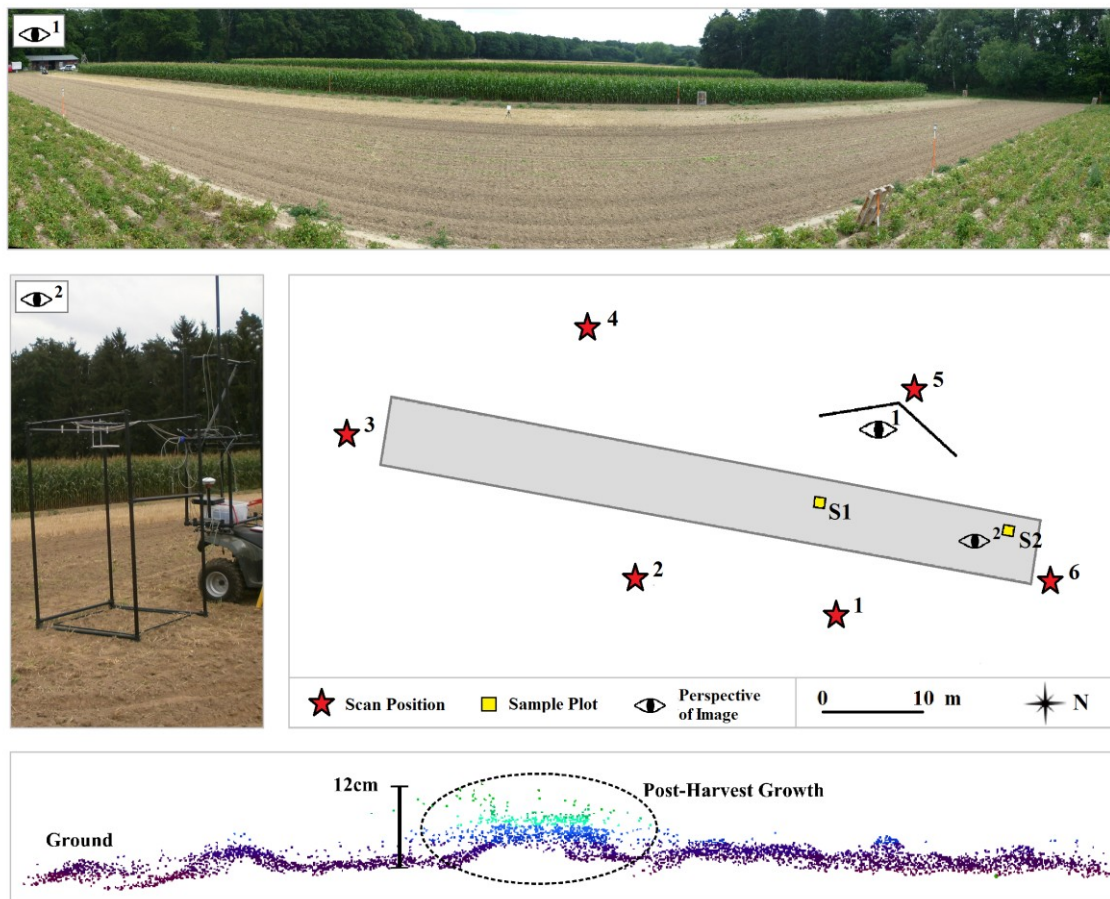 1
2
4
5
3
1
S1
2
S2
2
6
1
Scan Position
Sample Plot
Perspective
of Image
0 10 m
N
12cm
Post-Harvest Growth
Ground